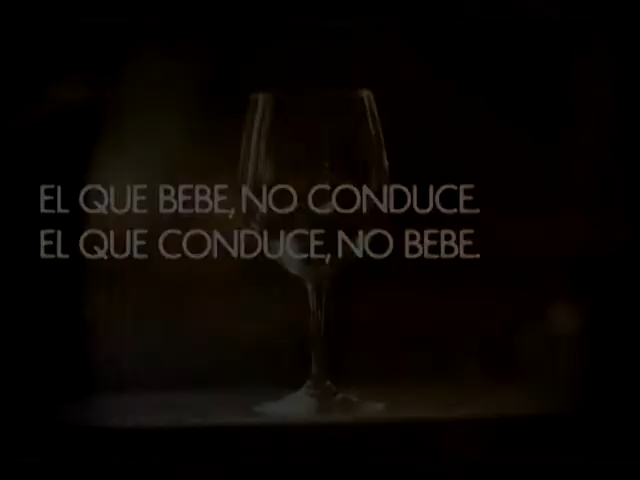 EL QUE BEBE, NO CONDUCE.
EL QUE CONDUCE, NO BEBE.